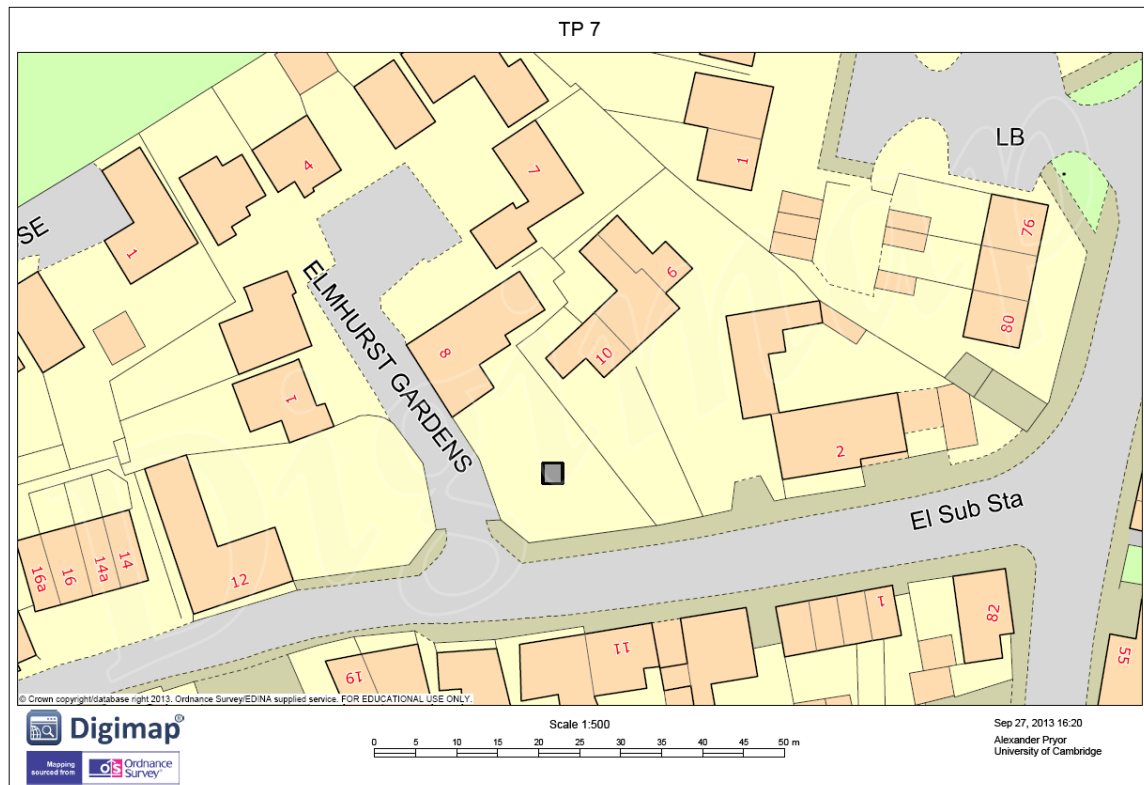 TP 7
LB
4
7
1
1
SE
76
6
80
ELMHURST GARDENS
8
10
1
2
El Sub Sta
14
14a
16
16a
12
1
82
11
19
55
© Crown copyright/database right 2013. Ordnance Survey/EDINA supplied service. FOR EDUCATIONAL USE ONLY.
Digimap®
Mapping
sourced from
OS Ordnance
Survey®
Scale 1:500
0 5 10 15 20 25 30 35 40 45 50 m
Sep 27, 2013 16:20
Alexander Pryor
University of Cambridge